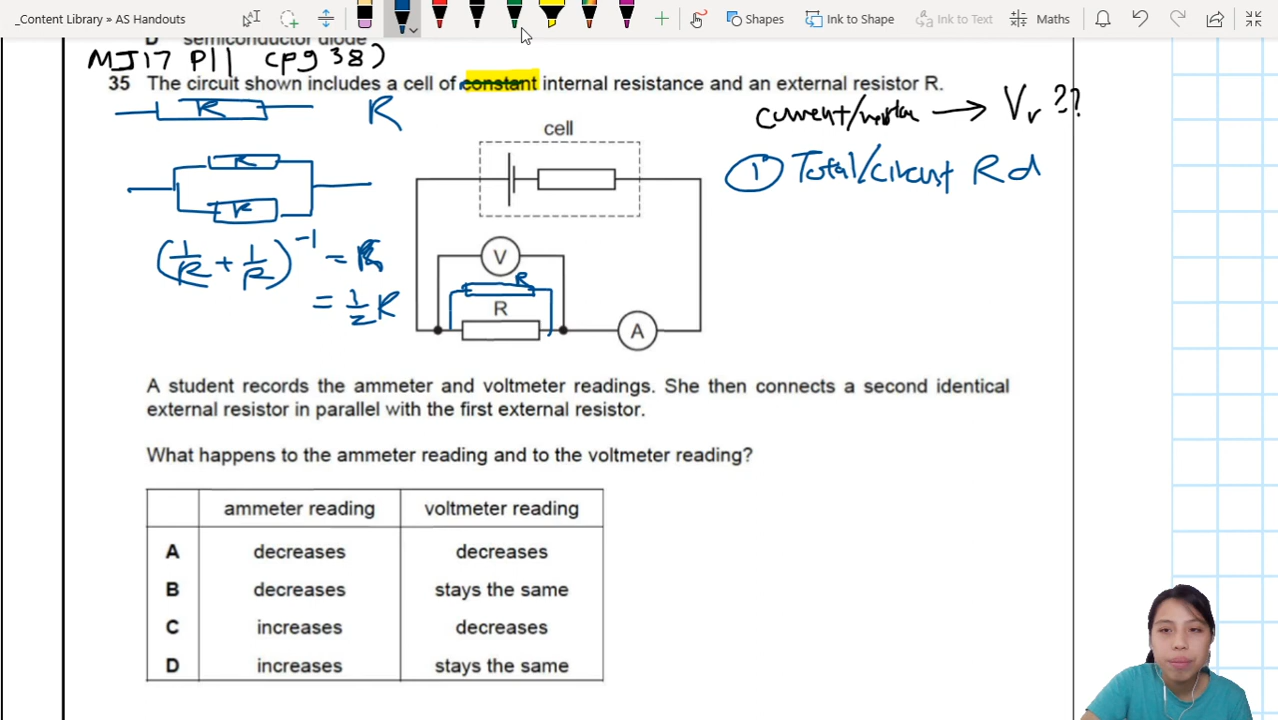 _Content Library » AS Handouts
Shapes
Ink to Shape
Ink to Text
Maths
D semiconductor diode
MJ17 P11 (pg 38)
35 The circuit shown includes a cell of constant internal resistance and an external resistor R.
R R
current/resistor → Vr ??
cell
① Total/circuit R d
R
R
V
R
R
A
(1/R + 1/R)⁻¹ = R
= 1/2 R
A student records the ammeter and voltmeter readings. She then connects a second identical
external resistor in parallel with the first external resistor.
What happens to the ammeter reading and to the voltmeter reading?
ammeter reading voltmeter reading
A decreases decreases
B decreases stays the same
C increases decreases
D increases stays the same